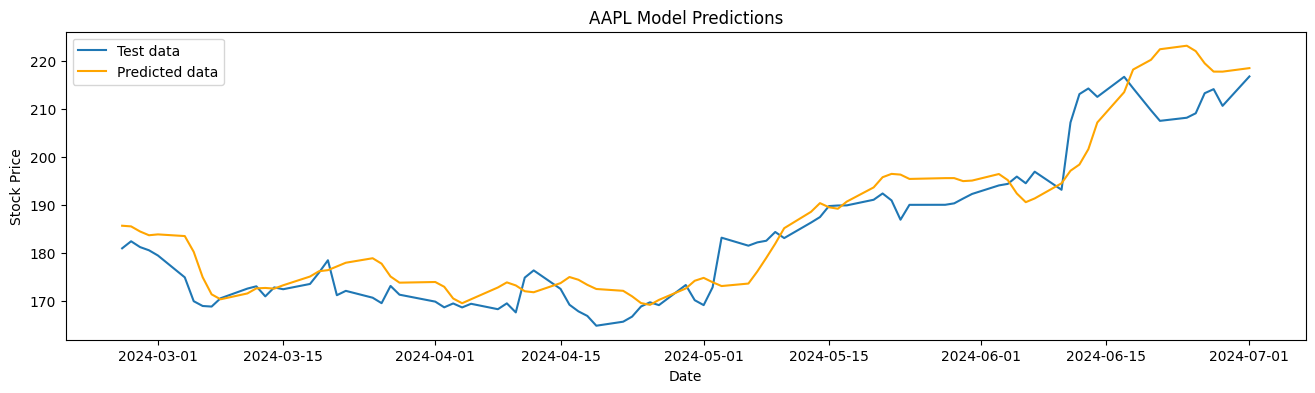 AAPL Model Predictions
Test data
Predicted data
220
210
200
190
180
170
Stock Price
2024-03-01 2024-03-15 2024-04-01 2024-04-15 2024-05-01 2024-05-15 2024-06-01 2024-06-15 2024-07-01
Date